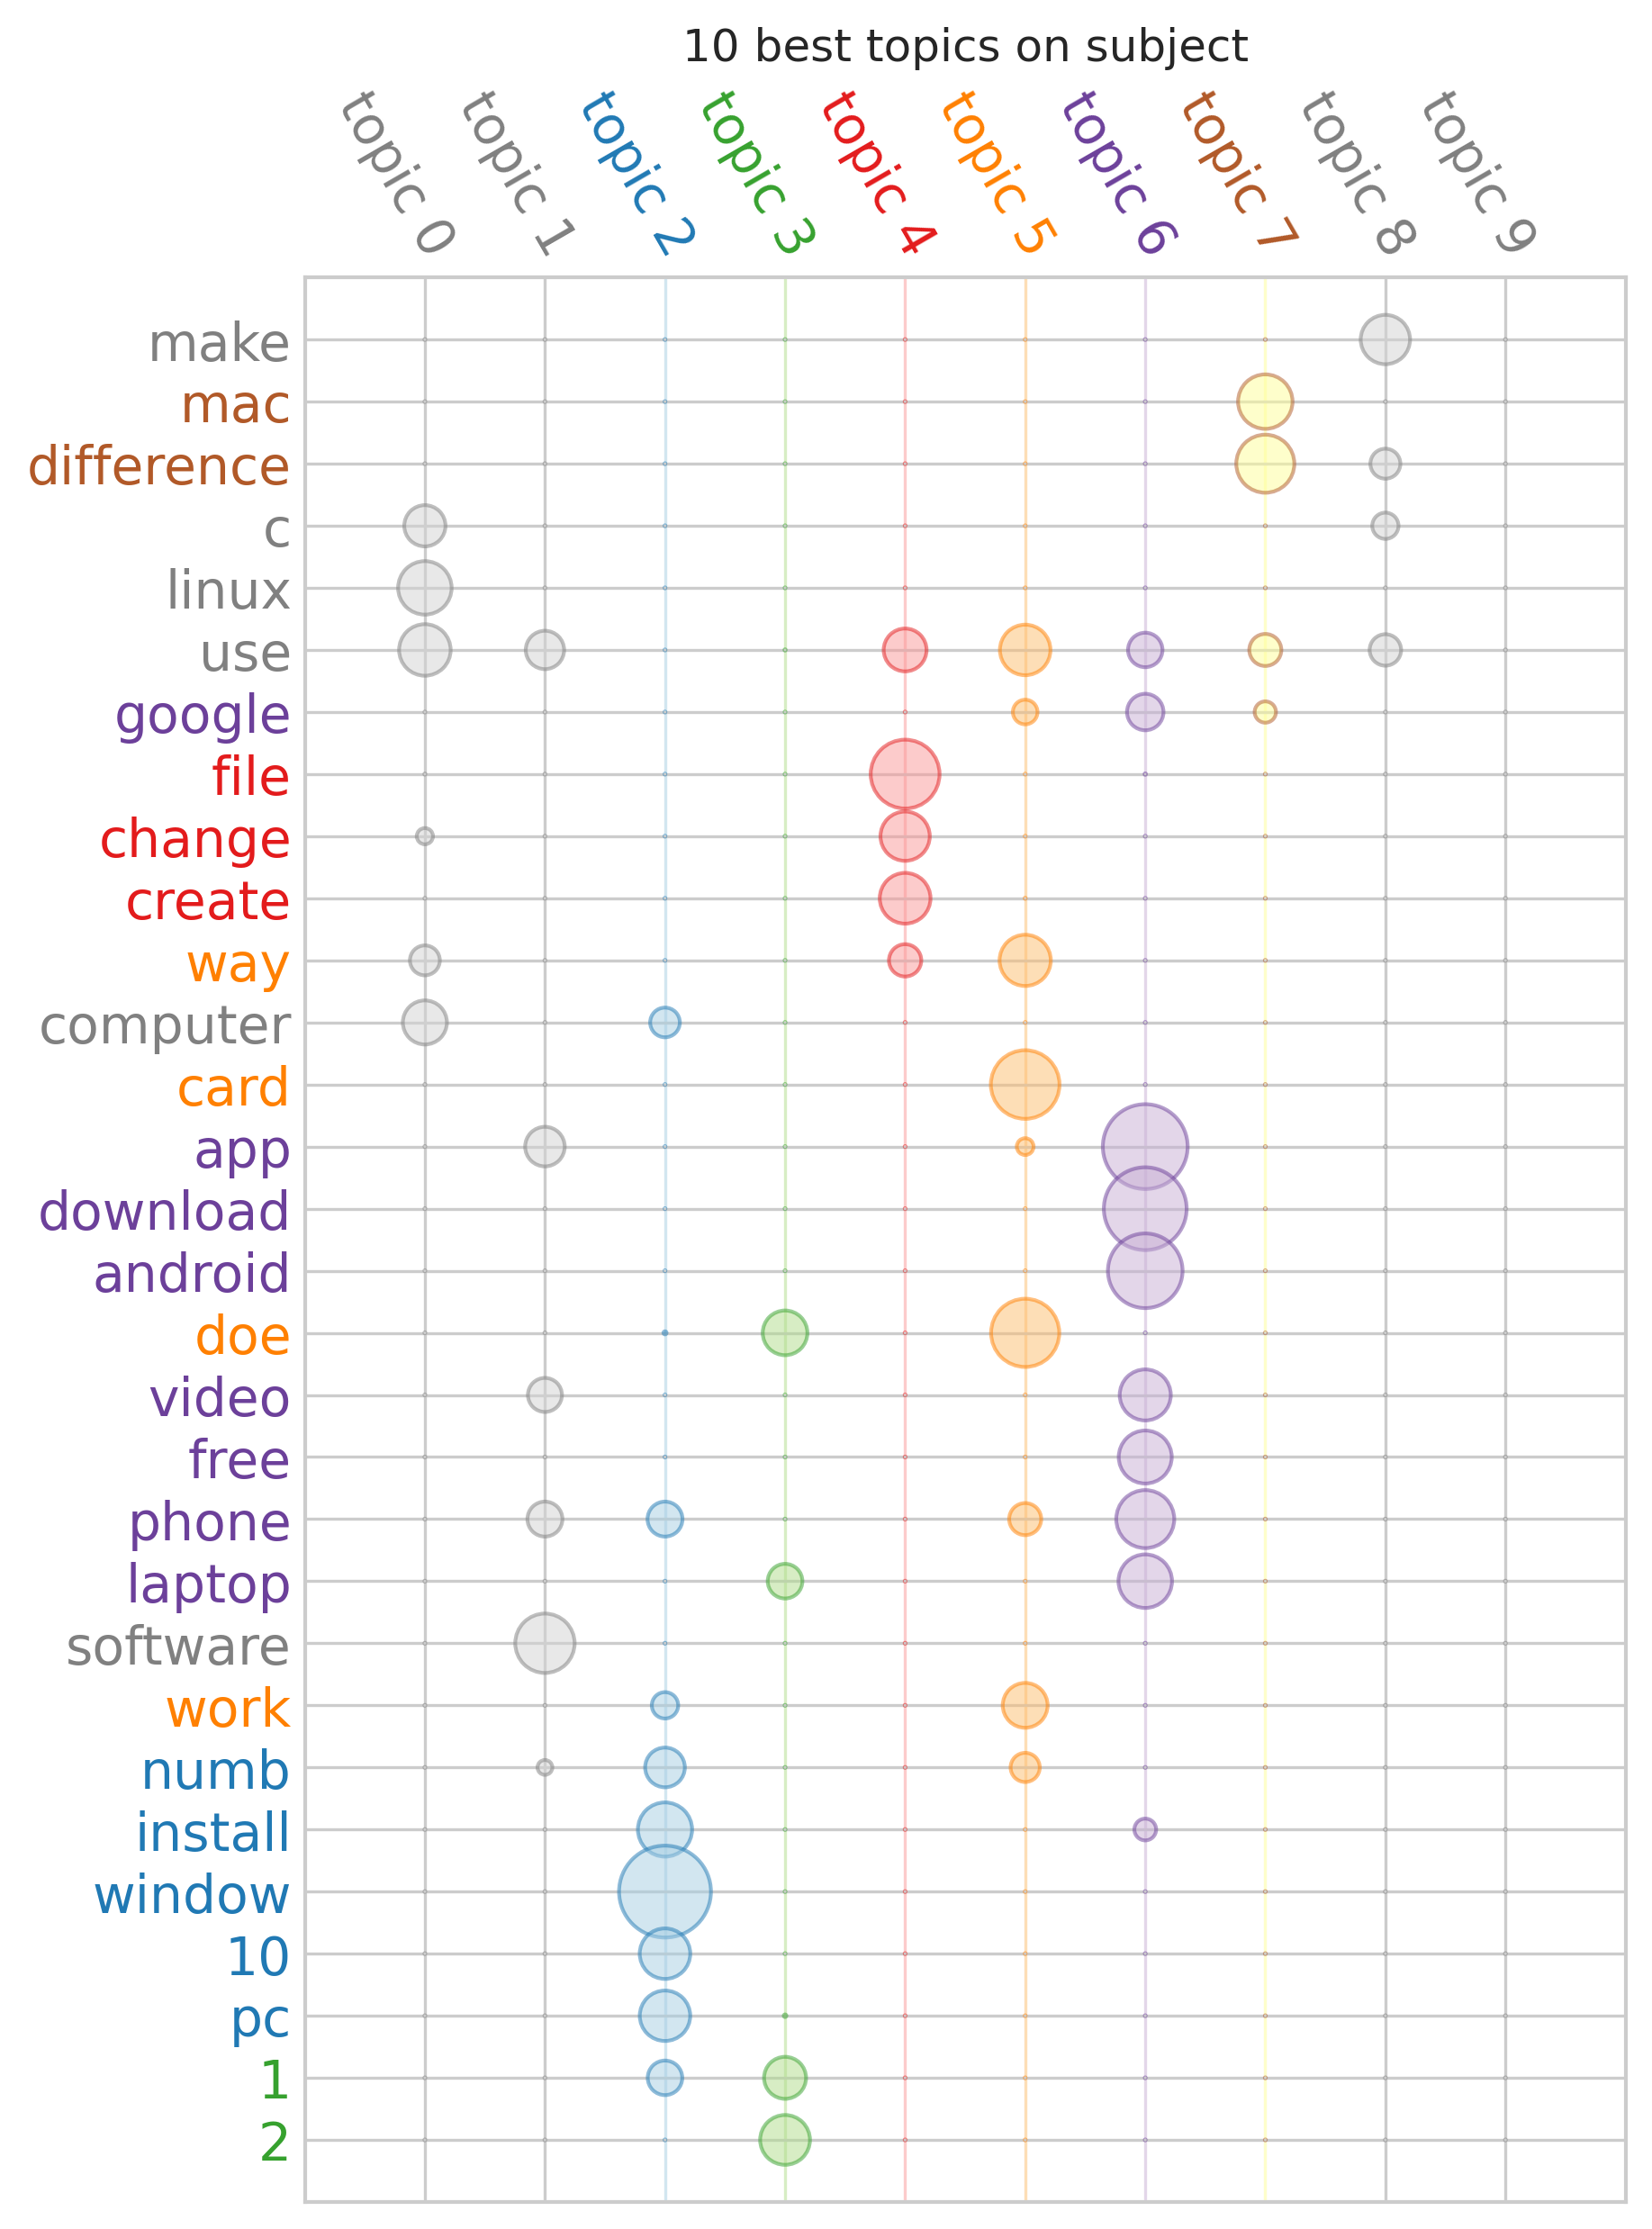 10 best topics on subject
topic 0
topic 1
topic 2
topic 3
topic 4
topic 5
topic 6
topic 7
topic 8
topic 9
make
mac
difference
c
linux
use
google
file
change
create
way
computer
card
app
download
android
doe
video
free
phone
laptop
software
work
numb
install
window
10
pc
1
2